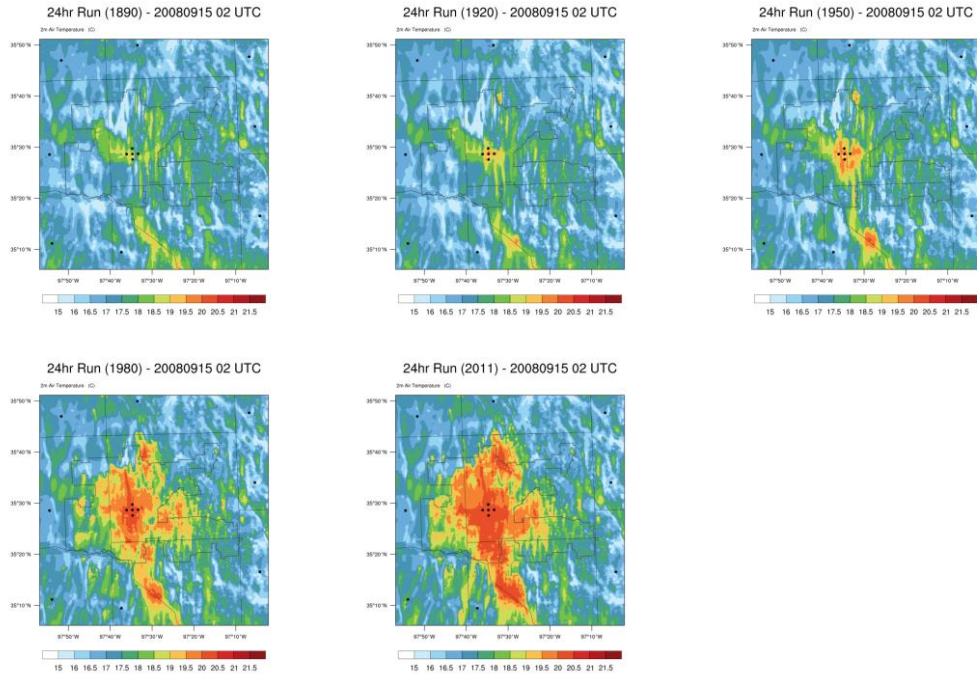 24hr Run (1890) - 20080915 02 UTC
2m Air Temperature (C)
35°50'N
35°40'N
35°30'N
35°20'N
35°10'N
97°50'W 97°40'W 97°30'W 97°20'W 97°10'W
15 16 16.5 17 17.5 18 18.5 19 19.5 20 20.5 21 21.5
24hr Run (1920) - 20080915 02 UTC
2m Air Temperature (C)
35°50'N
35°40'N
35°30'N
35°20'N
35°10'N
97°50'W 97°40'W 97°30'W 97°20'W 97°10'W
15 16 16.5 17 17.5 18 18.5 19 19.5 20 20.5 21 21.5
24hr Run (1950) - 20080915 02 UTC
2m Air Temperature (C)
35°50'N
35°40'N
35°30'N
35°20'N
35°10'N
97°50'W 97°40'W 97°30'W 97°20'W 97°10'W
15 16 16.5 17 17.5 18 18.5 19 19.5 20 20.5 21 21.5
24hr Run (1980) - 20080915 02 UTC
2m Air Temperature (C)
35°50'N
35°40'N
35°30'N
35°20'N
35°10'N
97°50'W 97°40'W 97°30'W 97°20'W 97°10'W
15 16 16.5 17 17.5 18 18.5 19 19.5 20 20.5 21 21.5
24hr Run (2011) - 20080915 02 UTC
2m Air Temperature (C)
35°50'N
35°40'N
35°30'N
35°20'N
35°10'N
97°50'W 97°40'W 97°30'W 97°20'W 97°10'W
15 16 16.5 17 17.5 18 18.5 19 19.5 20 20.5 21 21.5